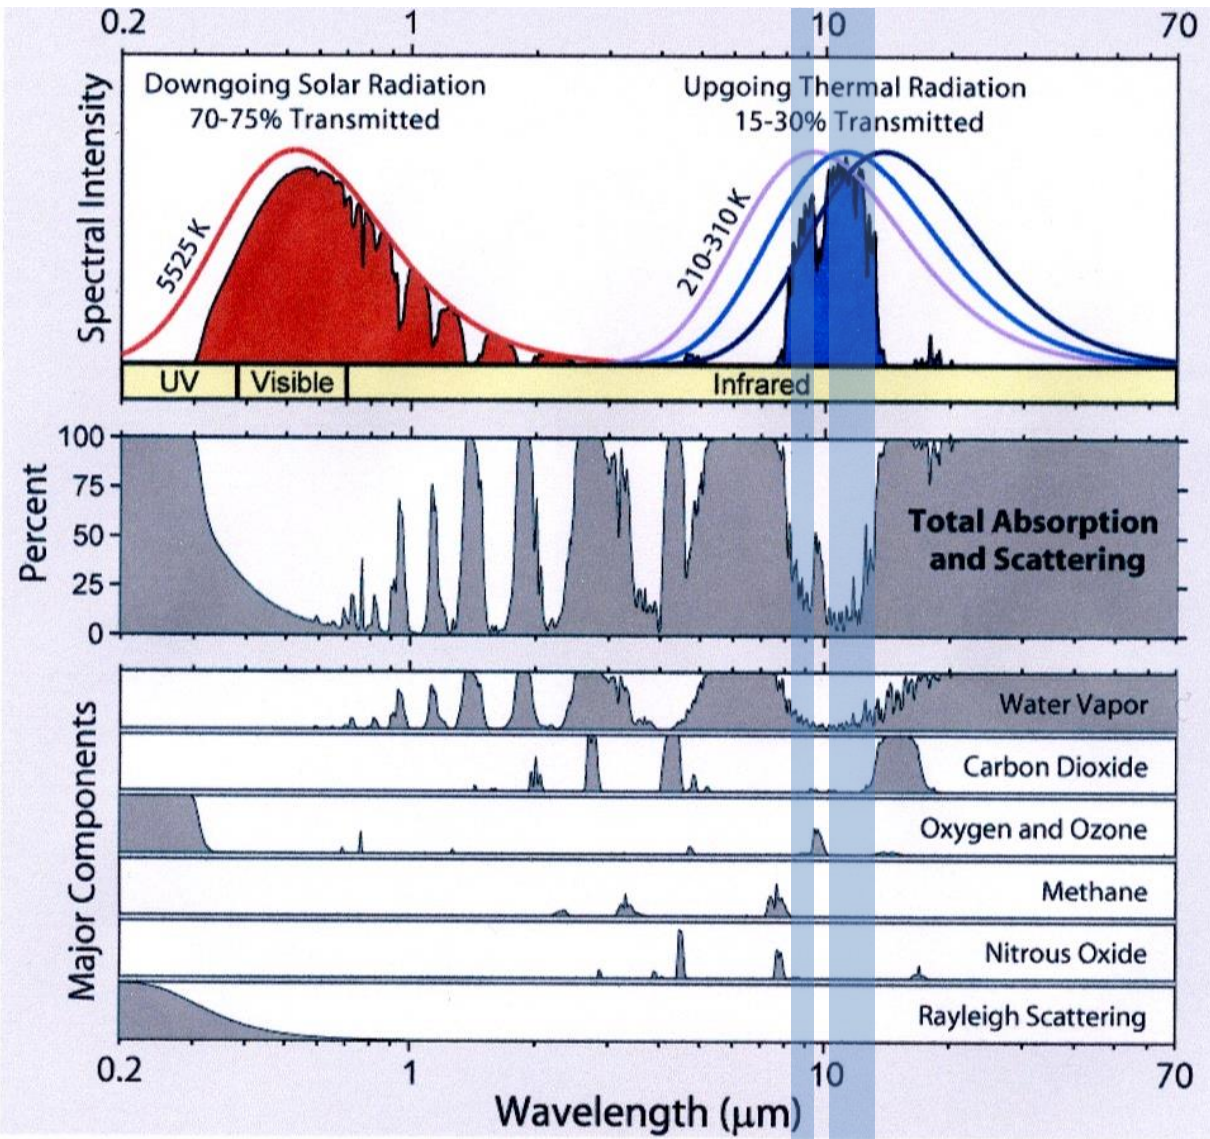 0.2 1 10 70
Spectral Intensity
Downgoing Solar Radiation
70-75% Transmitted
Upgoing Thermal Radiation
15-30% Transmitted
5525 K
210-310 K
UV Visible Infrared
Percent
100
75
50
25
0
Total Absorption
and Scattering
Major Components
Water Vapor
Carbon Dioxide
Oxygen and Ozone
Methane
Nitrous Oxide
Rayleigh Scattering
0.2 1 10 70
Wavelength (μm)